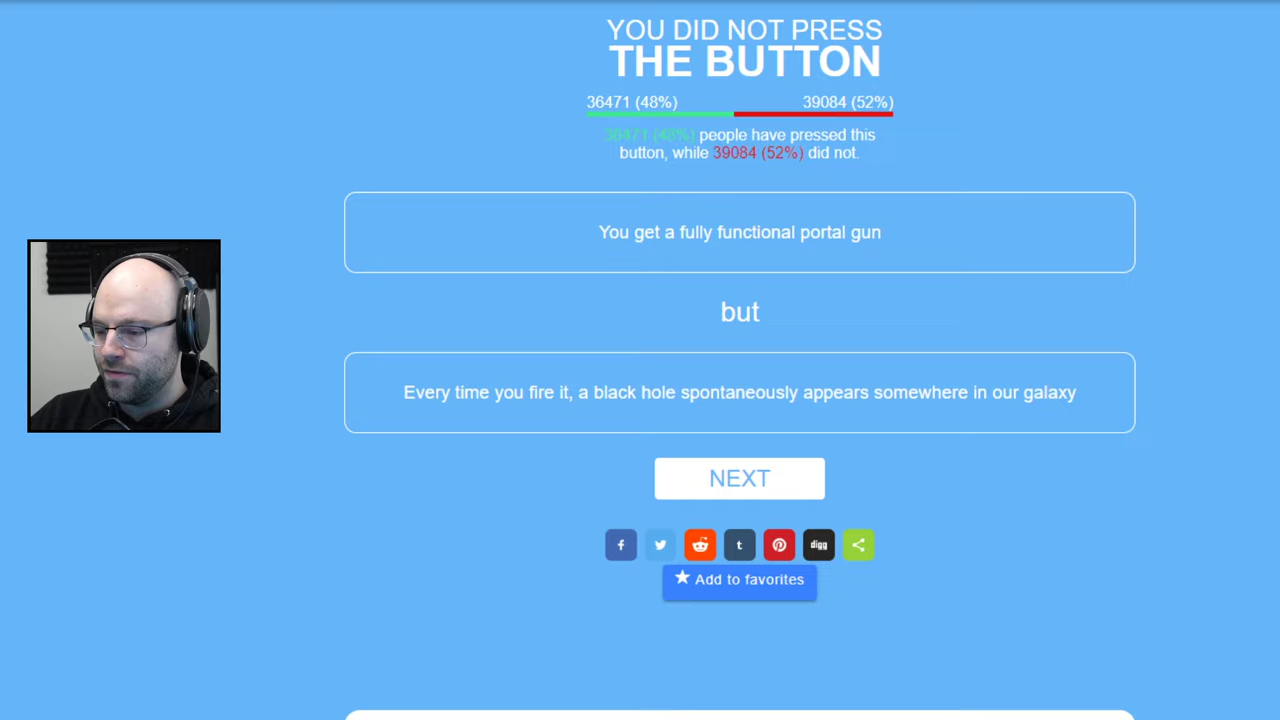 YOU DID NOT PRESS
THE BUTTON
36471 (48%) 39084 (52%)
36471 (48%) people have pressed this
button, while 39084 (52%) did not.
You get a fully functional portal gun
but
Every time you fire it, a black hole spontaneously appears somewhere in our galaxy
NEXT
f t digg
Add to favorites